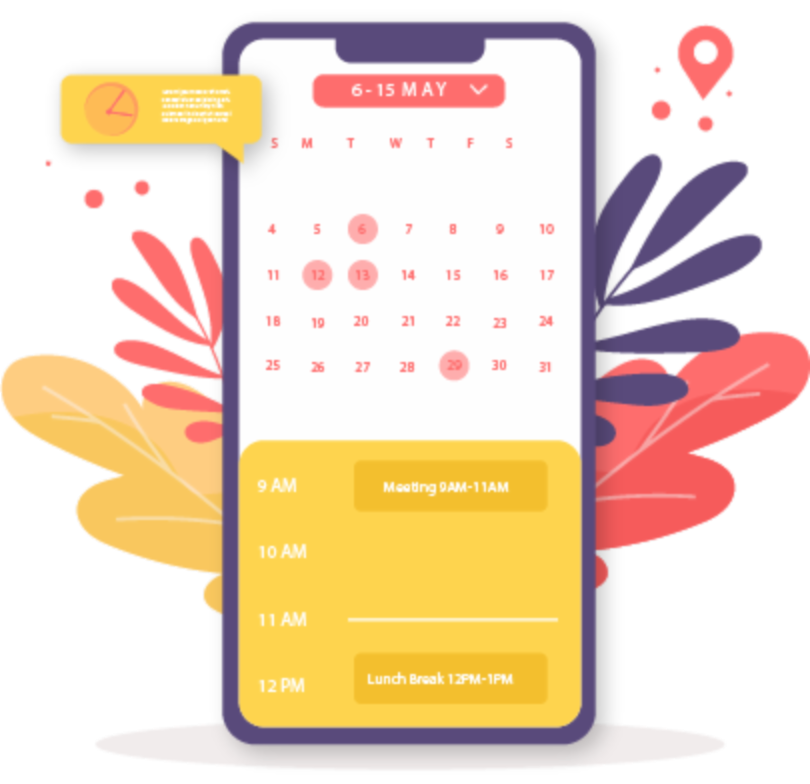 6-15 MAY
S M T W T F S
4 5 6 7 8 9 10
11 12 13 14 15 16 17
18 19 20 21 22 23 24
25 26 27 28 29 30 31
9 AM Meeting 9AM-11AM
10 AM
11 AM
12 PM Lunch Break 12PM-1PM